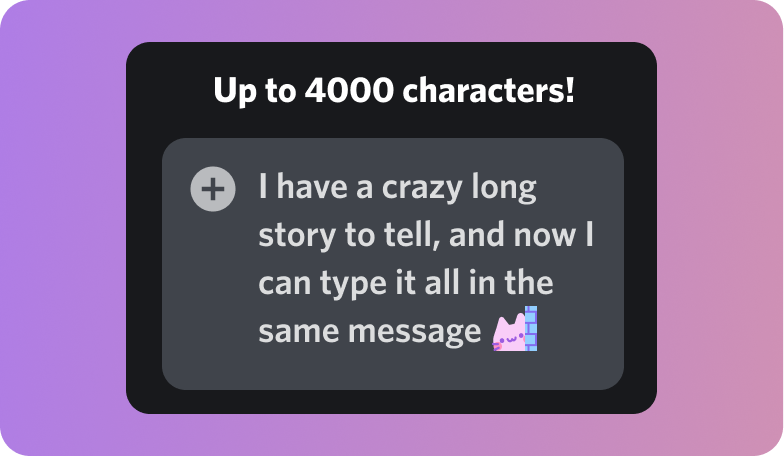 Up to 4000 characters!
I have a crazy long
story to tell, and now I
can type it all in the
same message